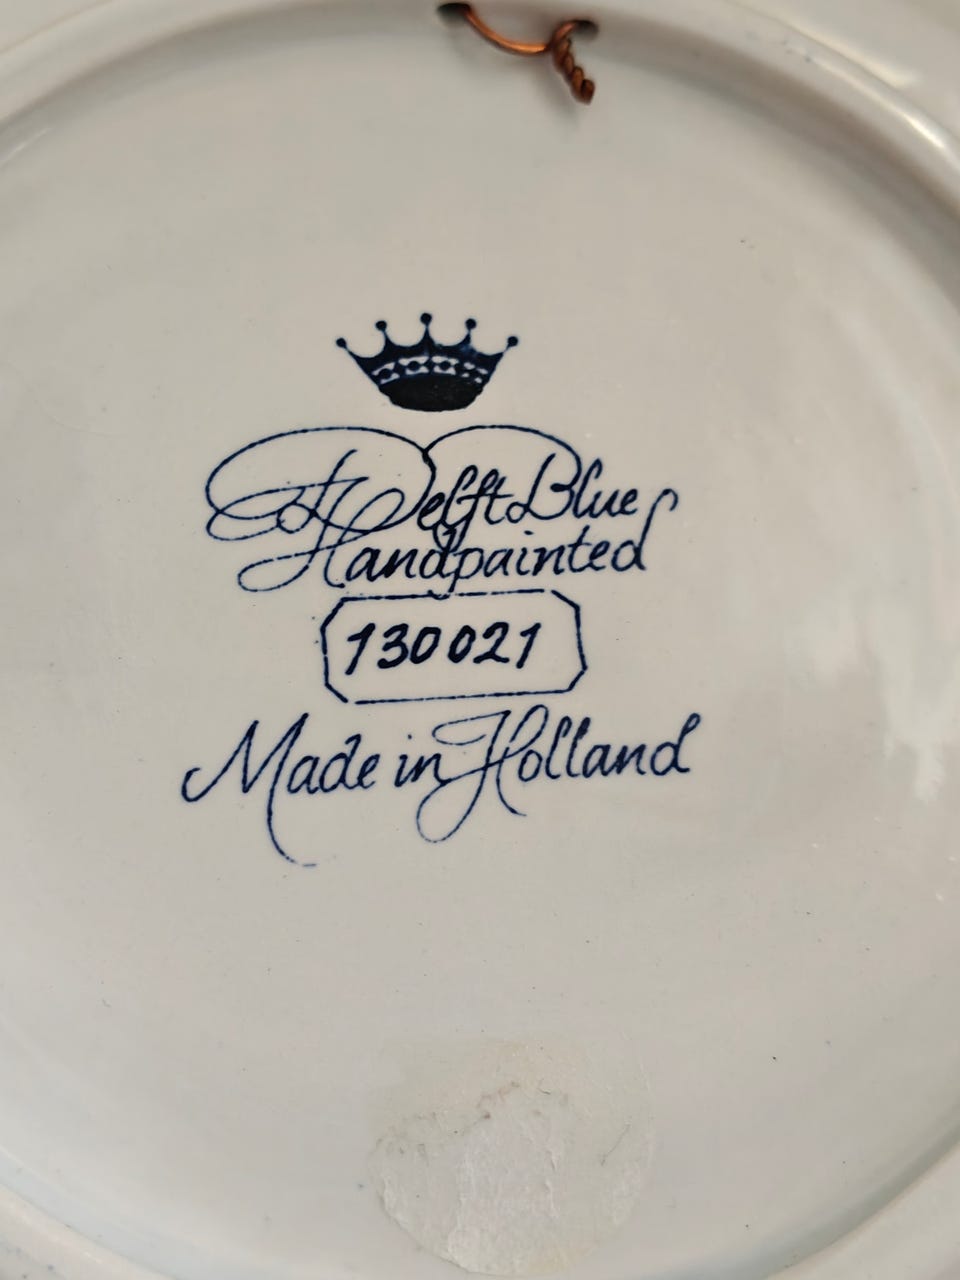 Delft Blue
Handpainted
130021
Made in Holland